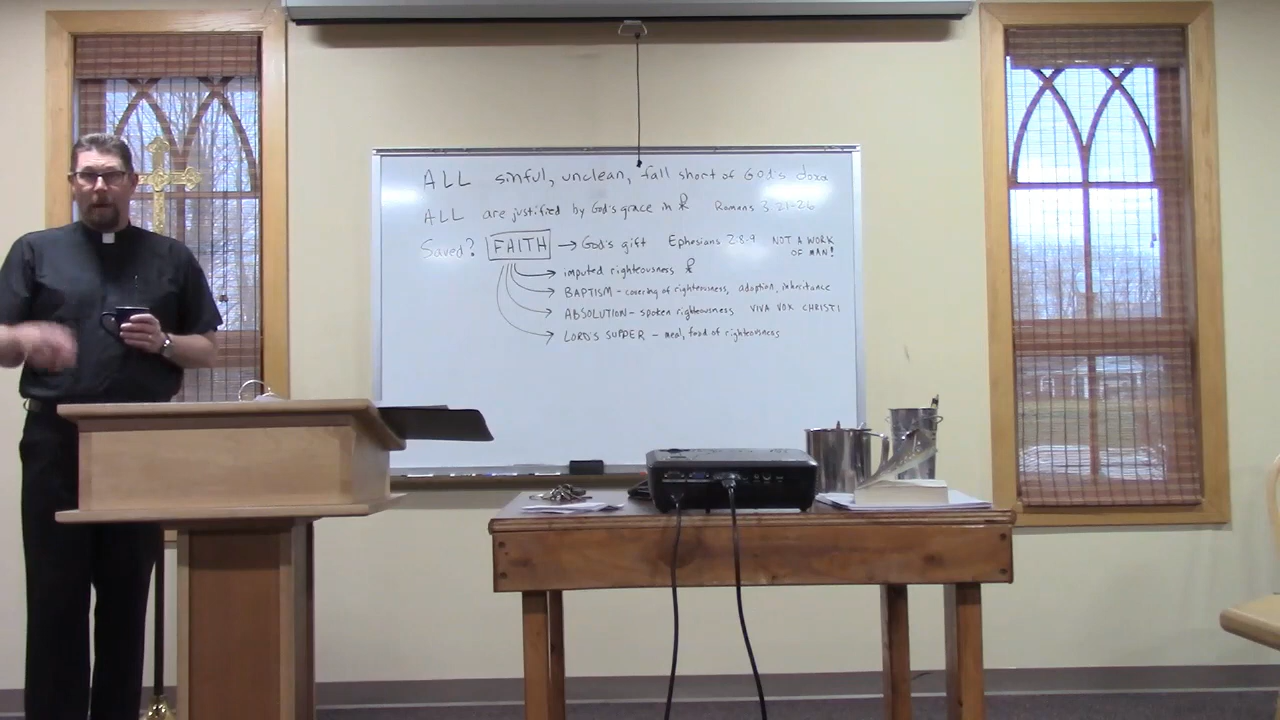 ALL sinful, unclean, fall short of God's doxa
ALL are justified by God's grace in ☧ Romans 3.21-26
Saved? FAITH → God's gift Ephesians 2.8-9 NOT A WORK OF MAN!
imputed righteousness ☧
BAPTISM - covering of righteousness, adoption, inheritance
ABSOLUTION - spoken righteousness VIVA VOX CHRISTI
LORD'S SUPPER - meal, food of righteousness